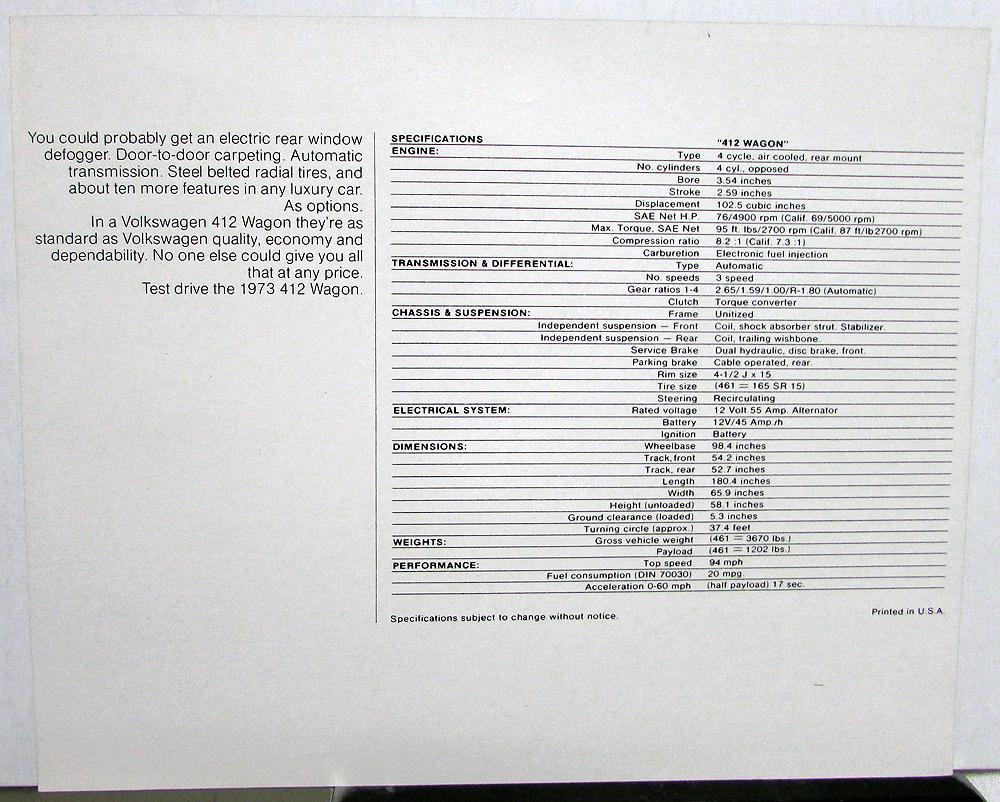 You could probably get an electric rear window
defogger. Door-to-door carpeting. Automatic
transmission. Steel belted radial tires, and
about ten more features in any luxury car.
As options.
In a Volkswagen 412 Wagon they're as
standard as Volkswagen quality, economy and
dependability. No one else could give you all
that at any price.
Test drive the 1973 412 Wagon.
SPECIFICATIONS "412 WAGON"
ENGINE: Type 4 cycle, air cooled, rear mount
No. cylinders 4 cyl., opposed
Bore 3.54 inches
Stroke 2.59 inches
Displacement 102.5 cubic inches
SAE Net H.P. 76/4900 rpm (Calif. 69/5000 rpm)
Max. Torque, SAE Net 95 ft. lbs/2700 rpm (Calif. 87 ft/lb2700 rpm)
Compression ratio 8.2 :1 (Calif. 7.3 :1)
Carburetion Electronic fuel injection
TRANSMISSION & DIFFERENTIAL: Type Automatic
No. speeds 3 speed
Gear ratios 1-4 2.65/1.59/1.00/R-1.80 (Automatic)
Clutch Torque converter
CHASSIS & SUSPENSION: Frame Unitized
Independent suspension — Front Coil, shock absorber strut. Stabilizer.
Independent suspension — Rear Coil, trailing wishbone.
Service Brake Dual hydraulic, disc brake, front.
Parking brake Cable operated, rear.
Rim size 4-1/2 J x 15
Tire size (461 = 165 SR 15)
Steering Recirculating
ELECTRICAL SYSTEM: Rated voltage 12 Volt 55 Amp. Alternator
Battery 12V/45 Amp./h
Ignition Battery
DIMENSIONS: Wheelbase 98.4 inches
Track, front 54.2 inches
Track, rear 52.7 inches
Length 180.4 inches
Width 65.9 inches
Height (unloaded) 58.1 inches
Ground clearance (loaded) 5.3 inches
Turning circle (approx.) 37.4 feet
WEIGHTS: Gross vehicle weight (461 = 3670 lbs.)
Payload (461 = 1202 lbs.)
PERFORMANCE: Top speed 94 mph
Fuel consumption (DIN 70030) 20 mpg.
Acceleration 0-60 mph (half payload) 17 sec.
Specifications subject to change without notice. Printed in U.S.A.